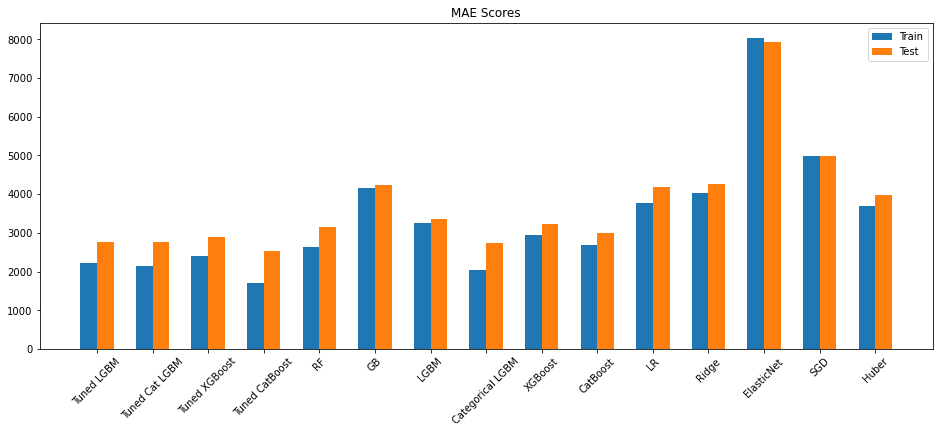 MAE Scores
Train
Test
8000
7000
6000
5000
4000
3000
2000
1000
0
Tuned LGBM
Tuned Cat LGBM
Tuned XGBoost
Tuned CatBoost
RF
GB
LGBM
Categorical LGBM
XGBoost
CatBoost
LR
Ridge
ElasticNet
SGD
Huber